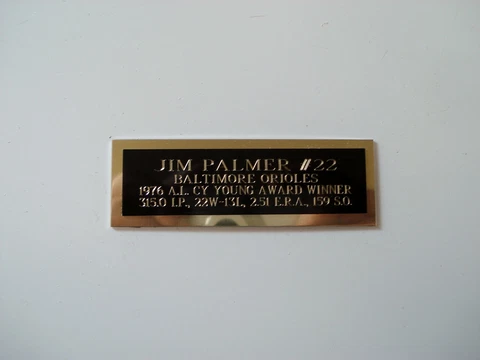 JIM PALMER #22
BALTIMORE ORIOLES
1976 A.L. CY YOUNG AWARD WINNER
315.0 I.P., 22W-13L, 2.51 E.R.A., 159 S.O.